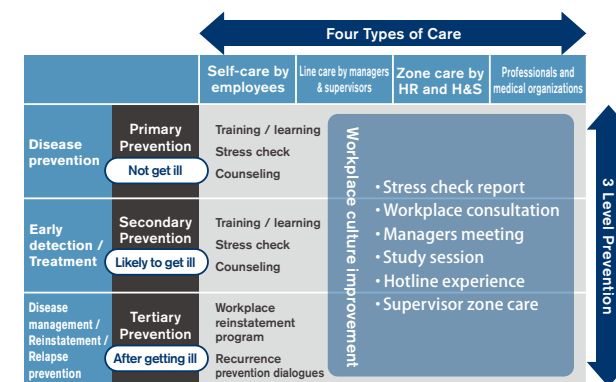 Four Types of Care
Self-care by
employees
Line care by managers
& supervisors
Zone care by
HR and H&S
Professionals and
medical organizations
Disease
prevention
Primary
Prevention
Not get ill
Training / learning
Stress check
Counseling
Early
detection /
Treatment
Secondary
Prevention
Likely to get ill
Training / learning
Stress check
Counseling
Disease
management /
Reinstatement /
Relapse
prevention
Tertiary
Prevention
After getting ill
Workplace
reinstatement
program
Recurrence
prevention dialogues
Workplace culture improvement
・Stress check report
・Workplace consultation
・Managers meeting
・Study session
・Hotline experience
・Supervisor zone care
3 Level Prevention